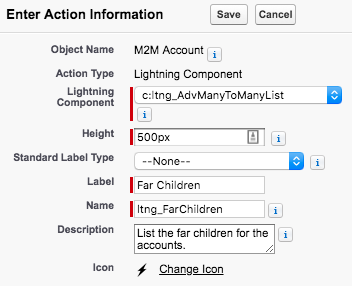 Enter Action Information Save Cancel
Object Name M2M Account i
Action Type Lightning Component
Lightning Component c:ltng_AdvManyToManyList
i
Height 500px i
Standard Label Type --None-- i
Label Far Children
Name ltng_FarChildren i
Description List the far children for the accounts. i
Icon Change Icon